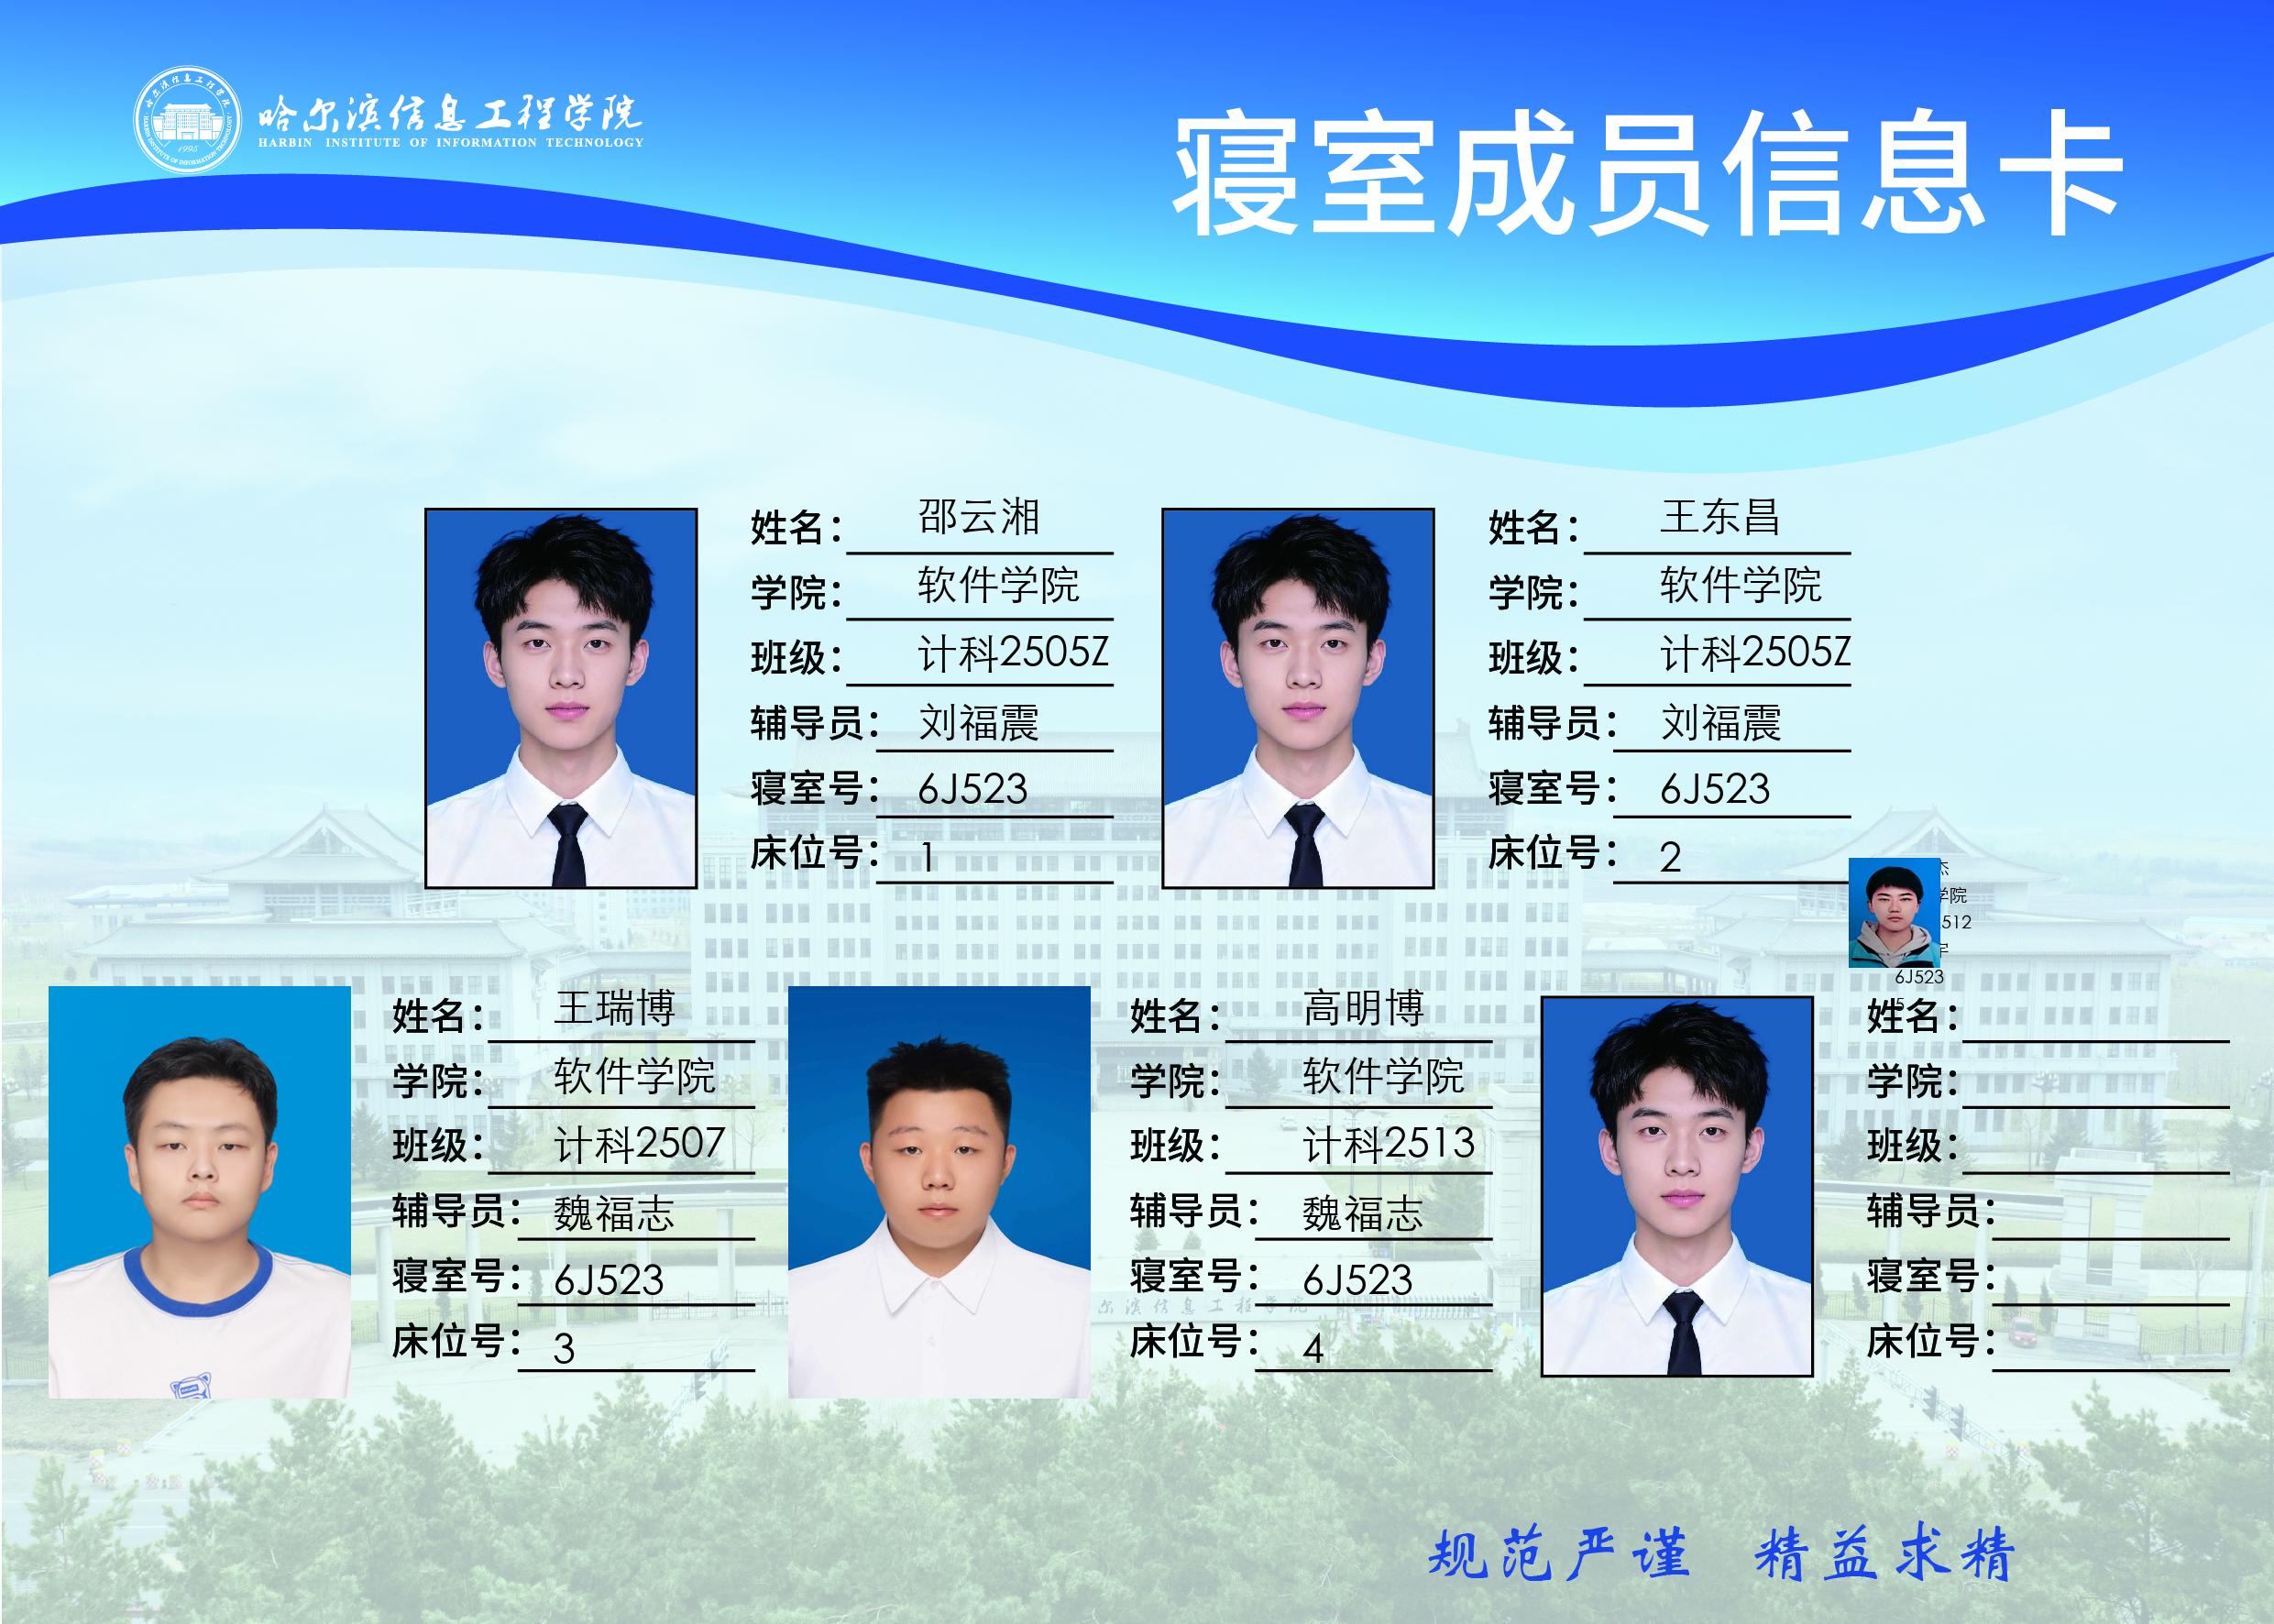 哈尔滨信息工程学院
HARBIN INSTITUTE OF INFORMATION TECHNOLOGY
1995
寝室成员信息卡
姓名：邵云湘
学院：软件学院
班级：计科2505Z
辅导员：刘福震
寝室号：6J523
床位号：1
姓名：王东昌
学院：软件学院
班级：计科2505Z
辅导员：刘福震
寝室号：6J523
床位号：2
杰
学院
512
6J523
姓名：王瑞博
学院：软件学院
班级：计科2507
辅导员：魏福志
寝室号：6J523
床位号：3
姓名：高明博
学院：软件学院
班级：计科2513
辅导员：魏福志
寝室号：6J523
床位号：4
姓名：
学院：
班级：
辅导员：
寝室号：
床位号：
规范严谨 精益求精